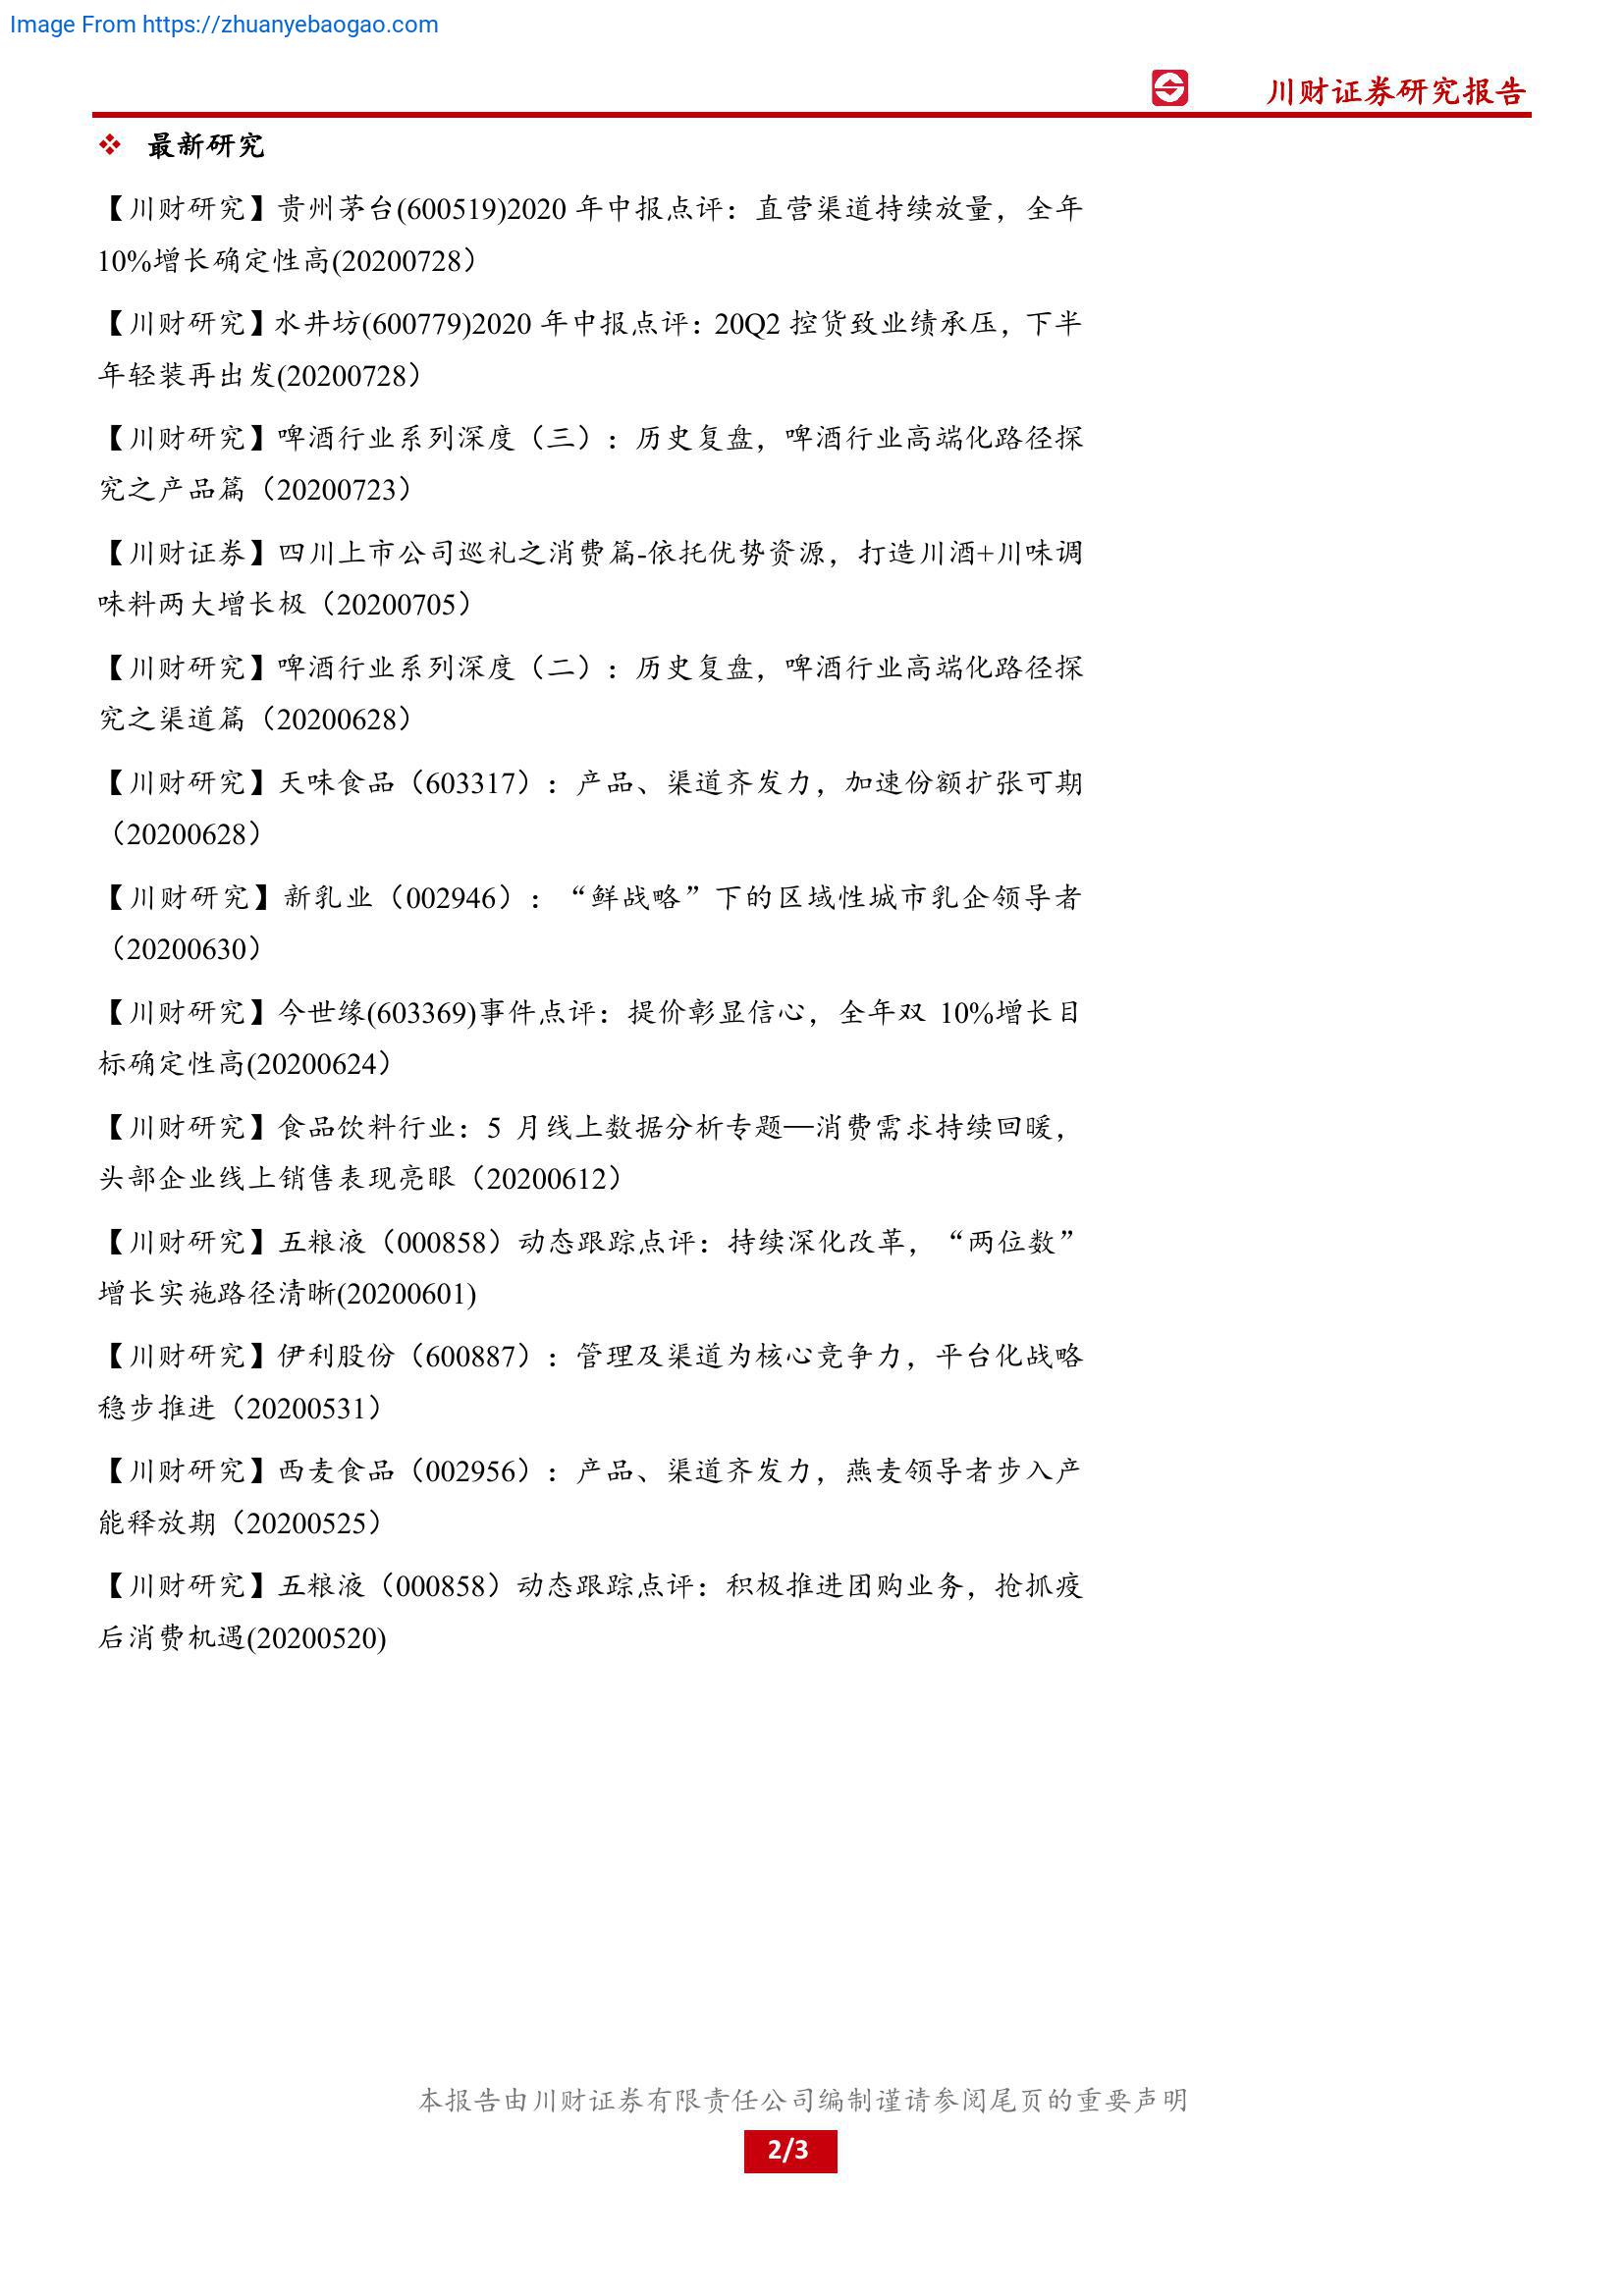 Image From https://zhuanyebaogao.com
川财证券研究报告
❖ 最新研究
【川财研究】贵州茅台(600519)2020 年中报点评：直营渠道持续放量，全年
10%增长确定性高(20200728）
【川财研究】水井坊(600779)2020 年中报点评：20Q2 控货致业绩承压，下半
年轻装再出发(20200728）
【川财研究】啤酒行业系列深度（三）：历史复盘，啤酒行业高端化路径探
究之产品篇（20200723）
【川财证券】四川上市公司巡礼之消费篇-依托优势资源，打造川酒+川味调
味料两大增长极（20200705）
【川财研究】啤酒行业系列深度（二）：历史复盘，啤酒行业高端化路径探
究之渠道篇（20200628）
【川财研究】天味食品（603317）：产品、渠道齐发力，加速份额扩张可期
（20200628）
【川财研究】新乳业（002946）：“鲜战略”下的区域性城市乳企领导者
（20200630）
【川财研究】今世缘(603369)事件点评：提价彰显信心，全年双 10%增长目
标确定性高(20200624）
【川财研究】食品饮料行业：5 月线上数据分析专题—消费需求持续回暖，
头部企业线上销售表现亮眼（20200612）
【川财研究】五粮液（000858）动态跟踪点评：持续深化改革，“两位数”
增长实施路径清晰(20200601)
【川财研究】伊利股份（600887）：管理及渠道为核心竞争力，平台化战略
稳步推进（20200531）
【川财研究】西麦食品（002956）：产品、渠道齐发力，燕麦领导者步入产
能释放期（20200525）
【川财研究】五粮液（000858）动态跟踪点评：积极推进团购业务，抢抓疫
后消费机遇(20200520)
本报告由川财证券有限责任公司编制谨请参阅尾页的重要声明
2/3